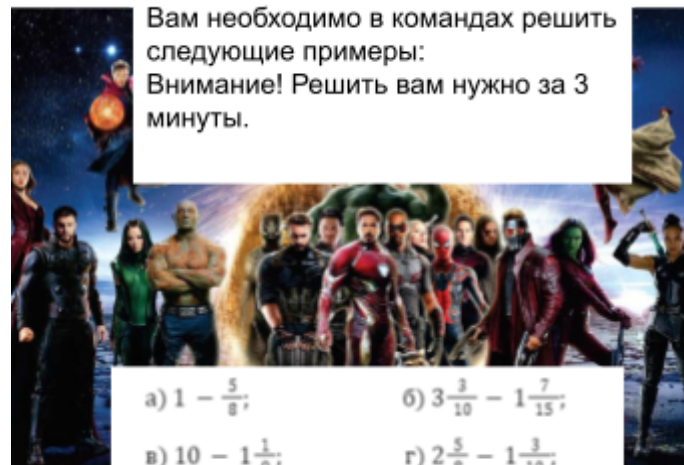 Вам необходимо в командах решить
следующие примеры:
Внимание! Решить вам нужно за 3
минуты.
а) 1 − 5/8; б) 3 3/10 − 1 7/15;
в) 10 − 1 г) 2 − 1